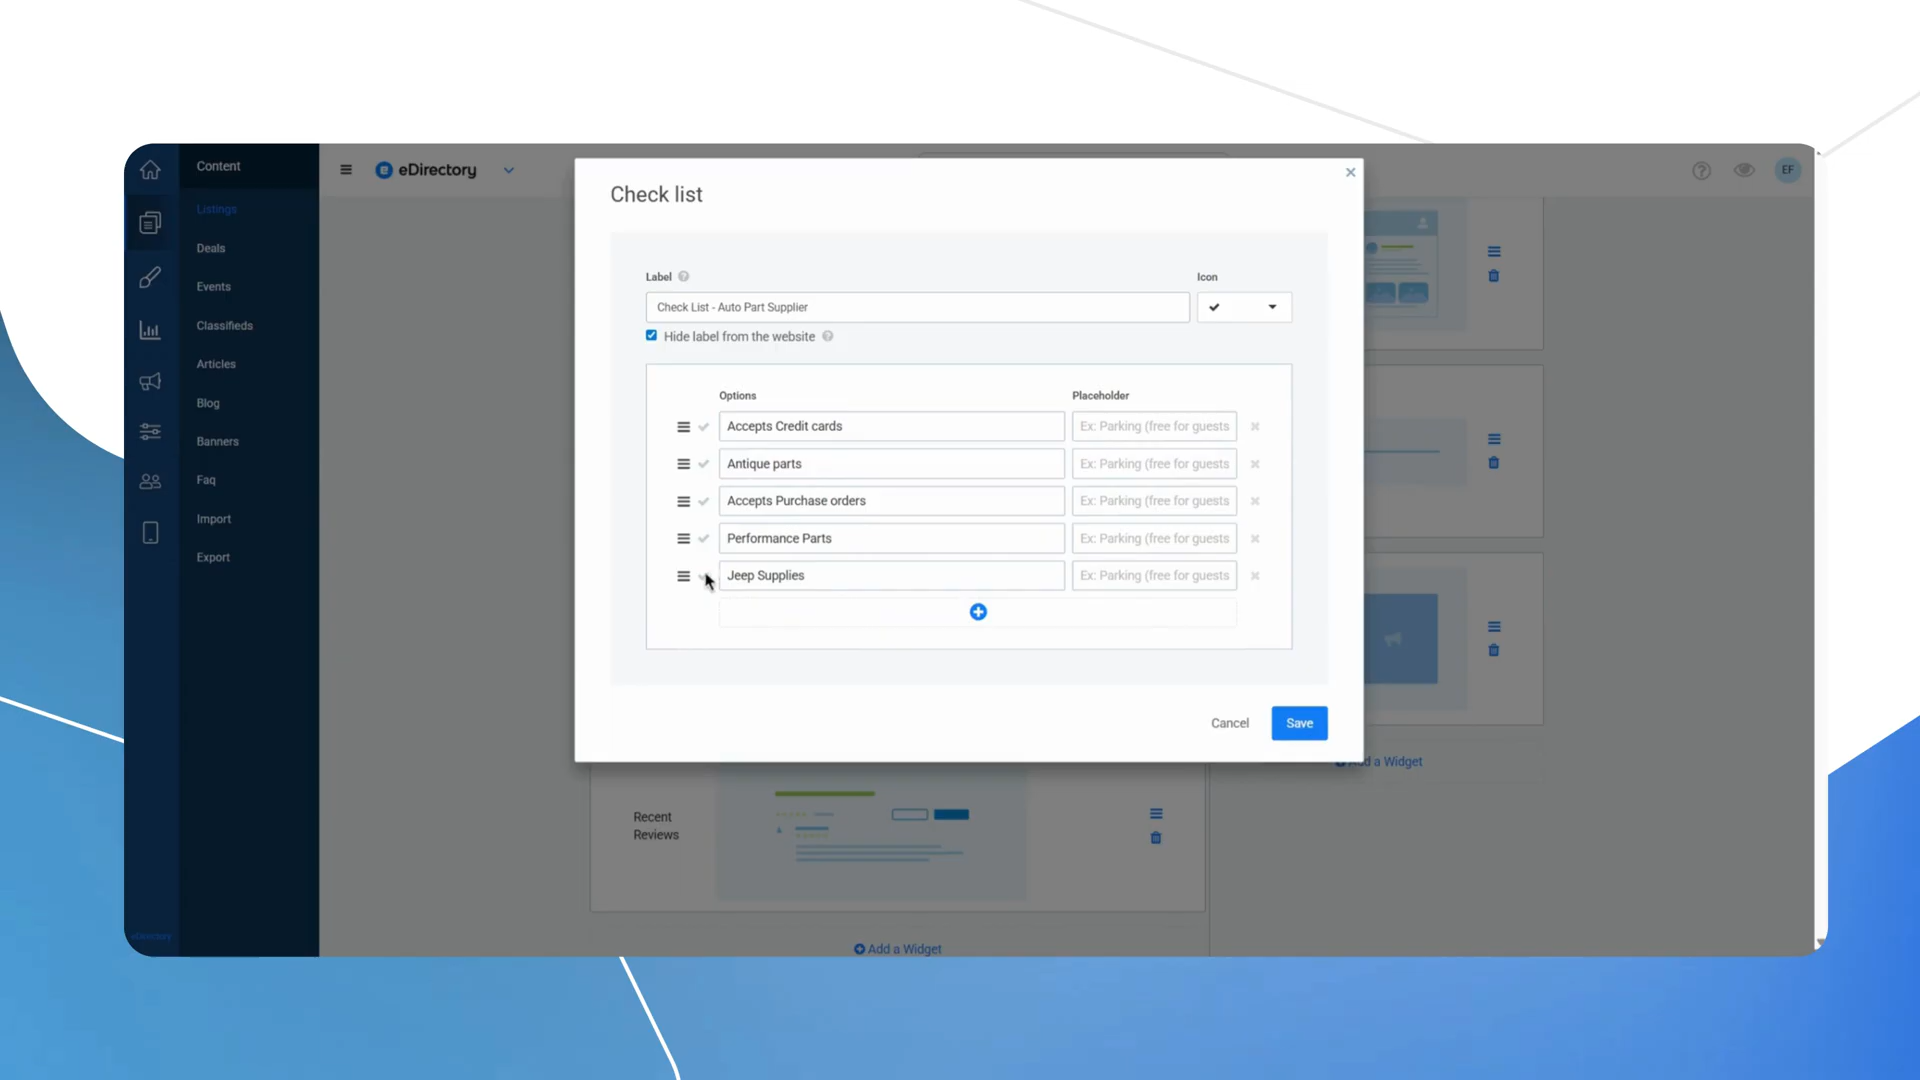 Content
Listings
Deals
Events
Classifieds
Articles
Blog
Banners
Faq
Import
Export
eDirectory
eDirectory
?
EF
Check list
×
Label ?
Icon
Check List - Auto Part Supplier
Hide label from the website ?
Options
Placeholder
Accepts Credit cards
Ex: Parking (free for guests
Antique parts
Ex: Parking (free for guests
Accepts Purchase orders
Ex: Parking (free for guests
Performance Parts
Ex: Parking (free for guests
Jeep Supplies
Ex: Parking (free for guests
Cancel
Save
Add a Widget
Recent
Reviews
Add a Widget